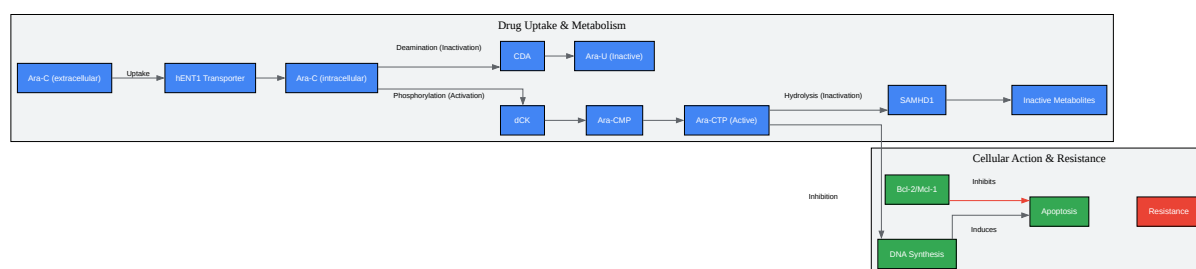 Drug Uptake & Metabolism
Ara-C (extracellular)
Uptake
hENT1 Transporter
Ara-C (intracellular)
Deamination (Inactivation)
CDA
Ara-U (Inactive)
Phosphorylation (Activation)
dCK
Ara-CMP
Ara-CTP (Active)
Hydrolysis (Inactivation)
SAMHD1
Inactive Metabolites
Cellular Action & Resistance
Inhibition
Bcl-2/Mcl-1
Inhibits
Apoptosis
Resistance
Induces
DNA Synthesis